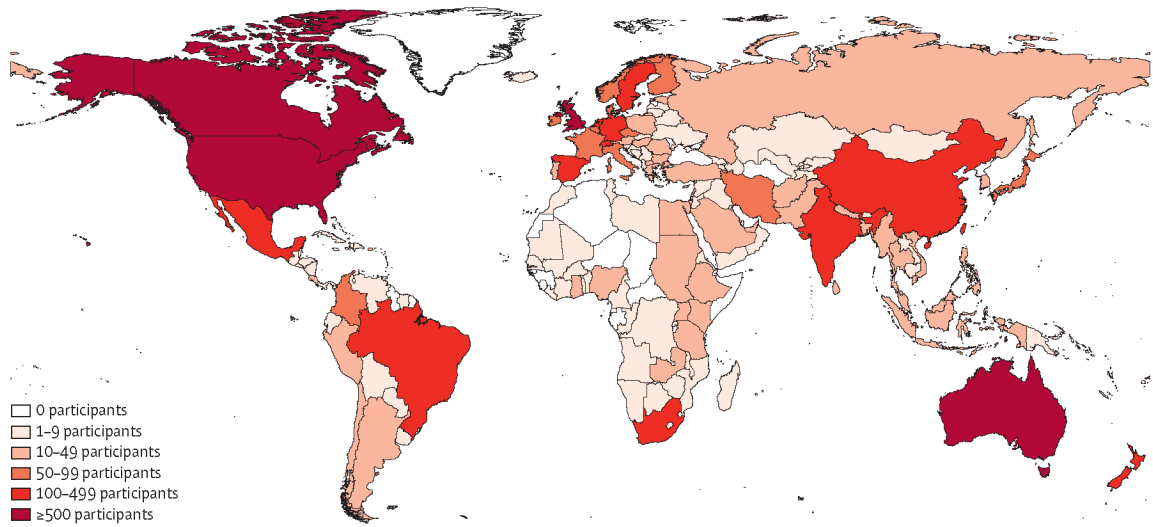 0 participants
1–9 participants
10–49 participants
50–99 participants
100–499 participants
≥500 participants